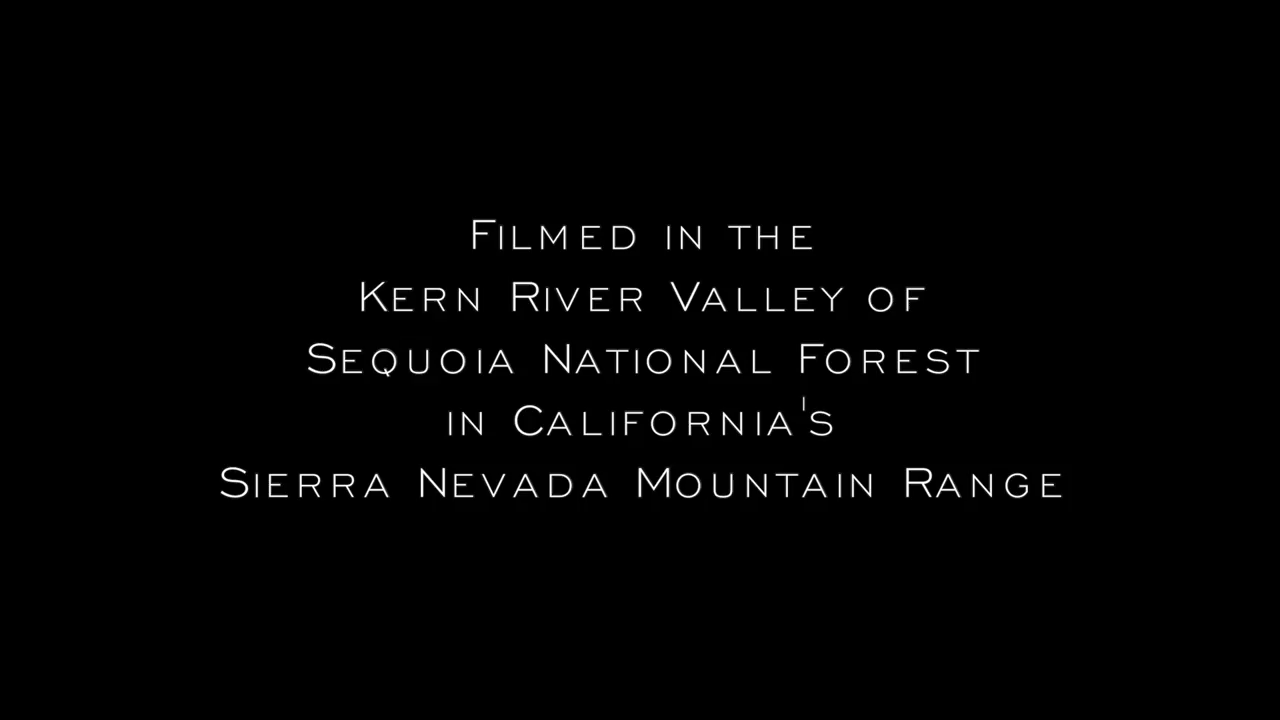 Filmed in the
Kern River Valley of
Sequoia National Forest
in California's
Sierra Nevada Mountain Range